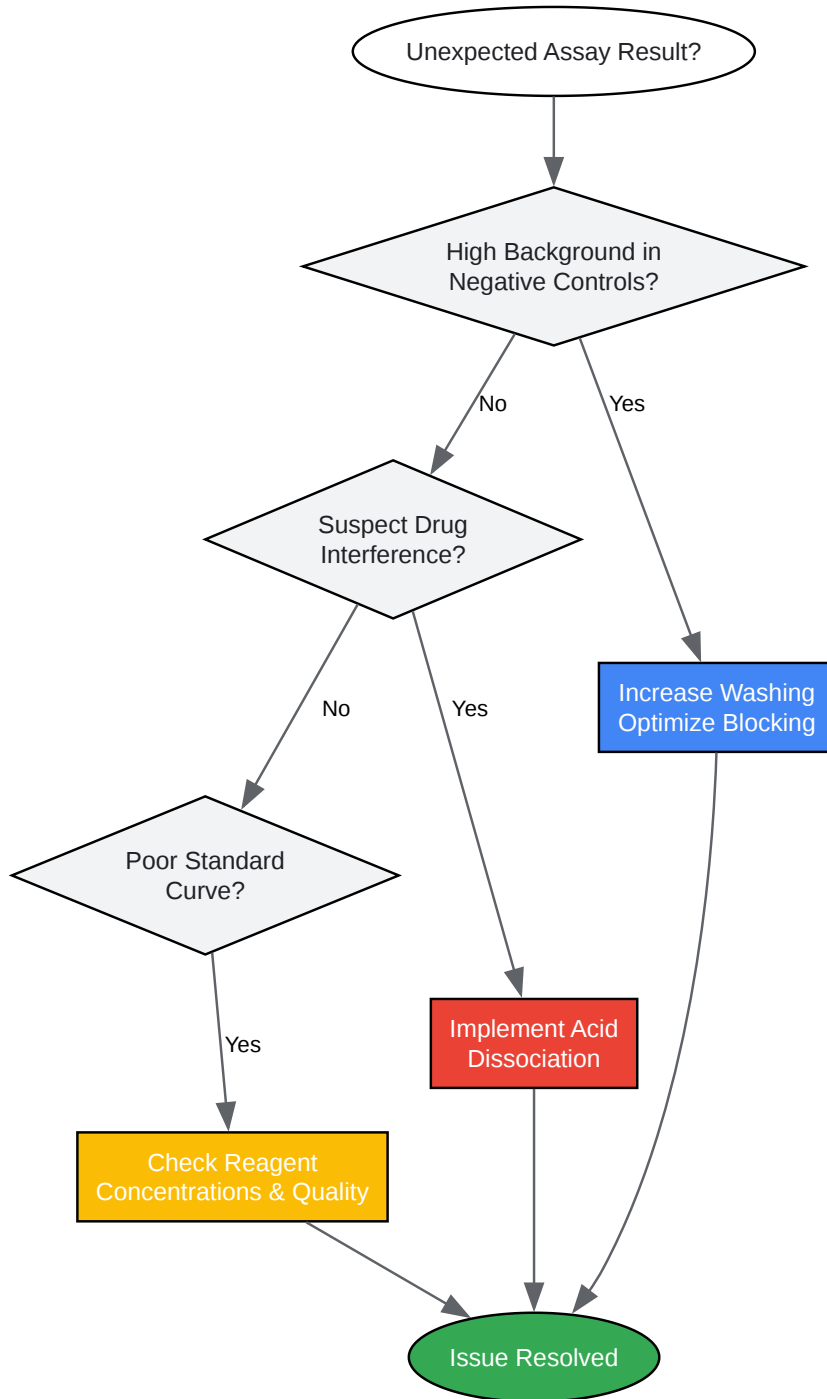 Unexpected Assay Result?
High Background in
Negative Controls?
No
Yes
Suspect Drug
Interference?
Increase Washing
Optimize Blocking
No
Yes
Poor Standard
Curve?
Implement Acid
Dissociation
Yes
Check Reagent
Concentrations & Quality
Issue Resolved